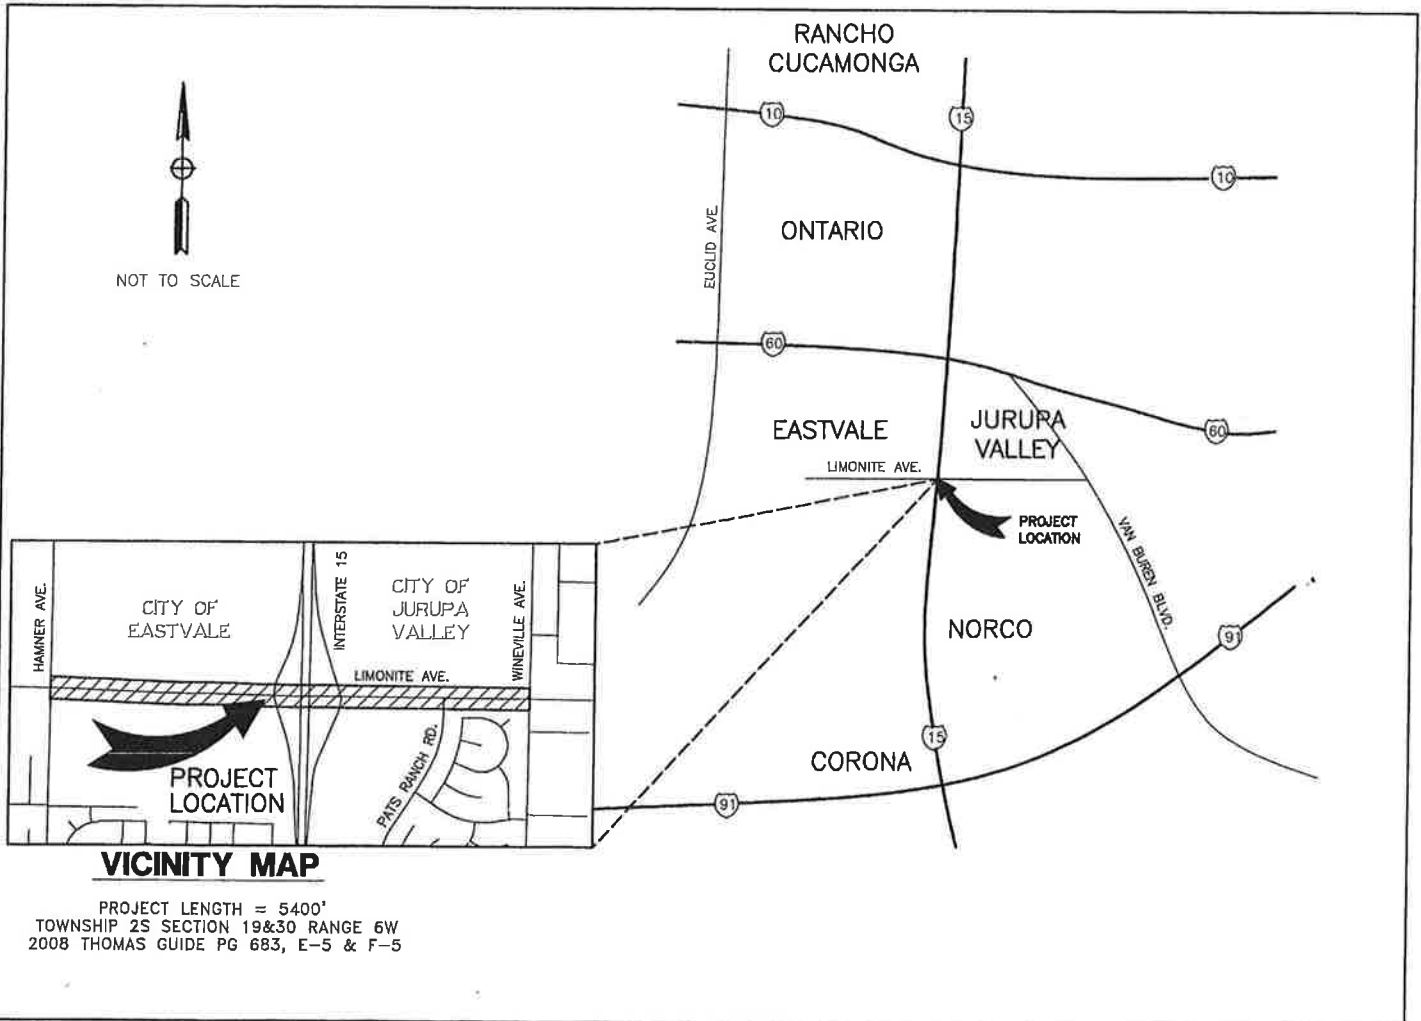 RANCHO
CUCAMONGA
10
15
10
EUCLID AVE.
ONTARIO
NOT TO SCALE
60
EASTVALE
JURUPA
VALLEY
60
LIMONITE AVE.
PROJECT
LOCATION
VAN BUREN BLVD.
NORCO
91
15
CORONA
91
HAMNER AVE.
CITY OF
EASTVALE
INTERSTATE 15
CITY OF
JURUPA
VALLEY
WINEVILLE AVE.
LIMONITE AVE.
PATS RANCH RD.
PROJECT
LOCATION
VICINITY MAP
PROJECT LENGTH = 5400'
TOWNSHIP 2S SECTION 19&30 RANGE 6W
2008 THOMAS GUIDE PG 683, E-5 & F-5